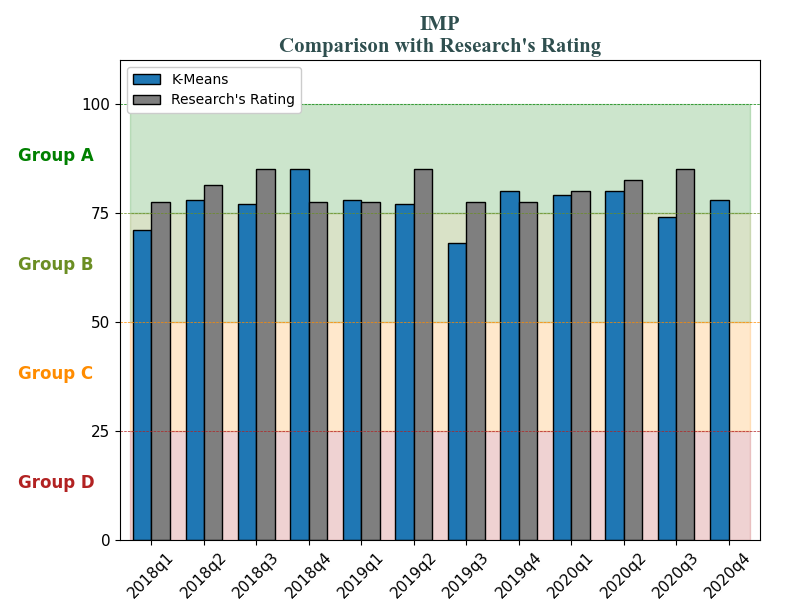 IMP
Comparison with Research's Rating
K-Means
Research's Rating
100
Group A
75
Group B
50
Group C
25
Group D
0
2018q1
2018q2
2018q3
2018q4
2019q1
2019q2
2019q3
2019q4
2020q1
2020q2
2020q3
2020q4